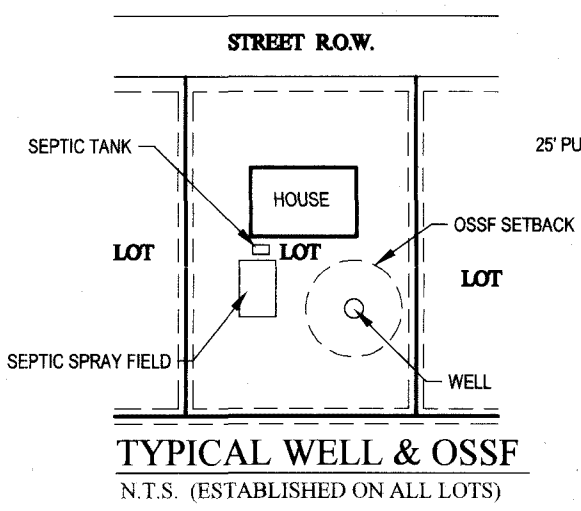 STREET R.O.W.
SEPTIC TANK
25' PU
HOUSE
OSSF SETBACK
LOT
LOT
LOT
SEPTIC SPRAY FIELD
WELL
TYPICAL WELL & OSSF
N.T.S. (ESTABLISHED ON ALL LOTS)